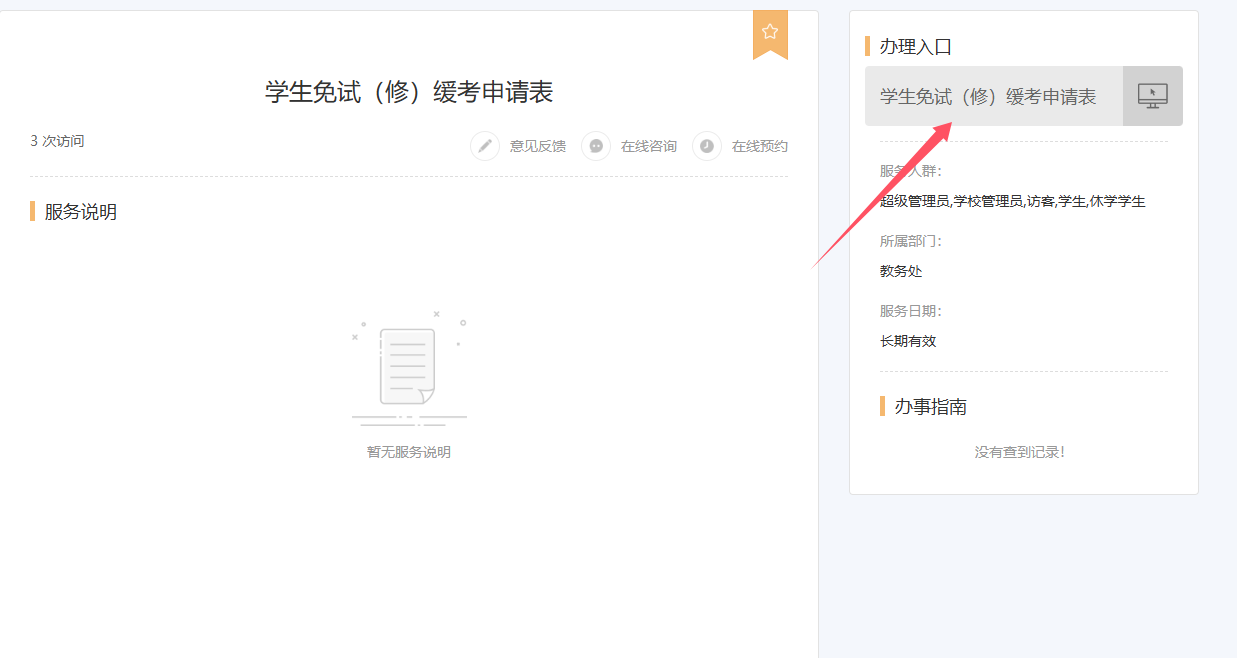 学生免试（修）缓考申请表
3 次访问
意见反馈
在线咨询
在线预约
服务说明
暂无服务说明
办理入口
学生免试（修）缓考申请表
服务人群：
超级管理员,学校管理员,访客,学生,休学学生
所属部门：
教务处
服务日期：
长期有效
办事指南
没有查到记录！